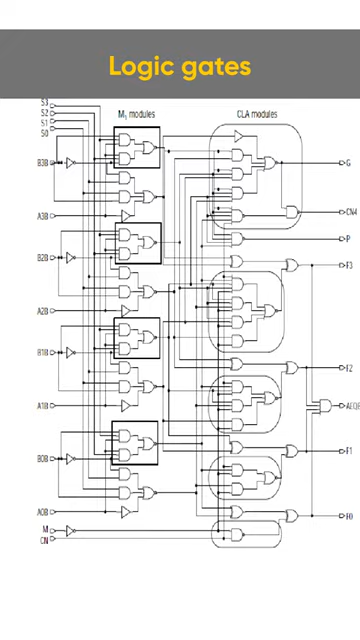 Logic gates
M1 modules
CLA modules
S3
S2
S1
S0
B3B
A3B
B2B
A2B
B1B
A1B
B0B
A0B
M
CN
G
CN4
P
F3
F2
AEQB
F1
F0